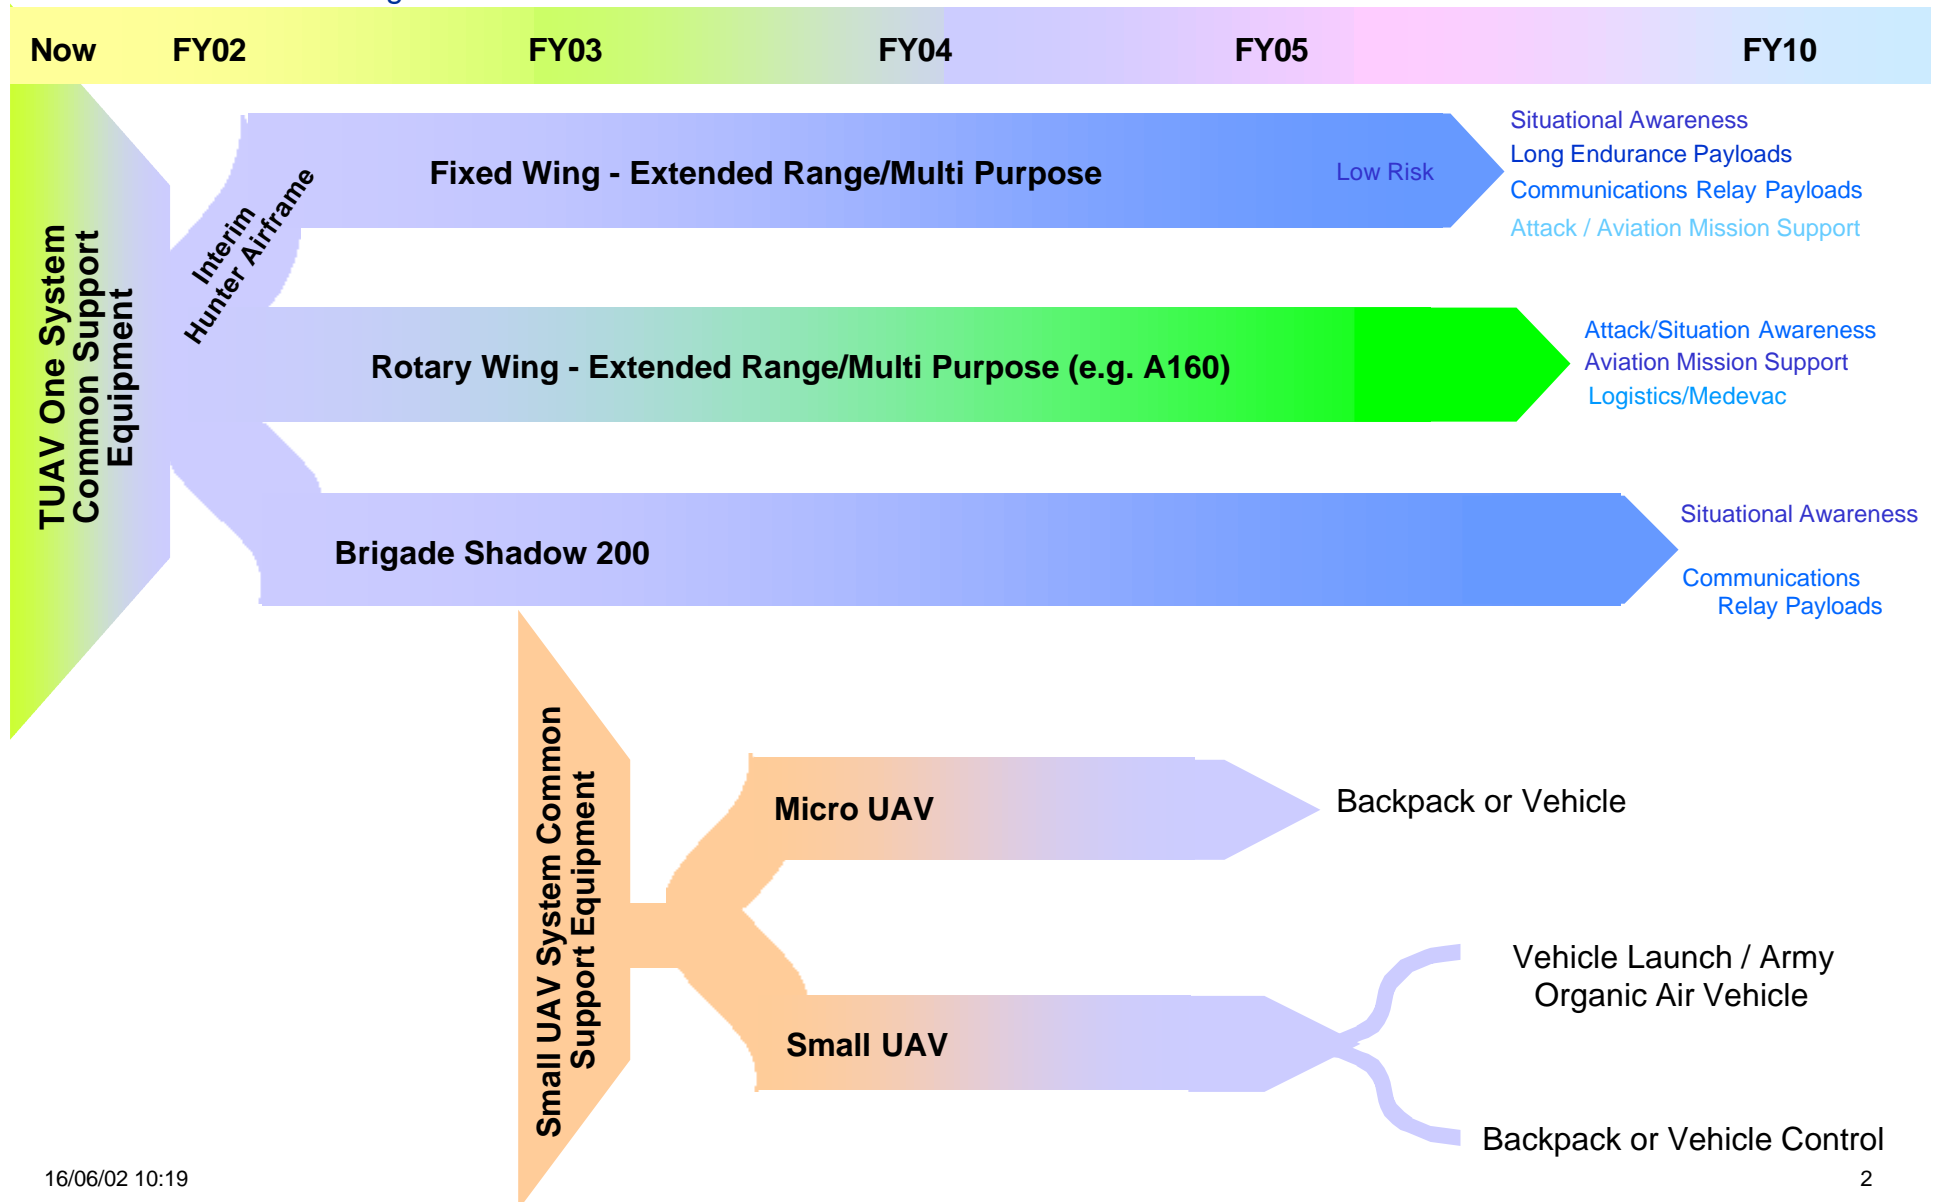 Now FY02 FY03 FY04 FY05 FY10
TUAV One System
Common Support
Equipment
Interim
Hunter Airframe
Fixed Wing - Extended Range/Multi Purpose
Low Risk
Situational Awareness
Long Endurance Payloads
Communications Relay Payloads
Attack / Aviation Mission Support
Rotary Wing - Extended Range/Multi Purpose (e.g. A160)
Attack/Situation Awareness
Aviation Mission Support
Logistics/Medevac
Brigade Shadow 200
Situational Awareness
Communications
Relay Payloads
Small UAV System Common
Support Equipment
Micro UAV
Backpack or Vehicle
Small UAV
Vehicle Launch / Army
Organic Air Vehicle
Backpack or Vehicle Control
16/06/02 10:19
2